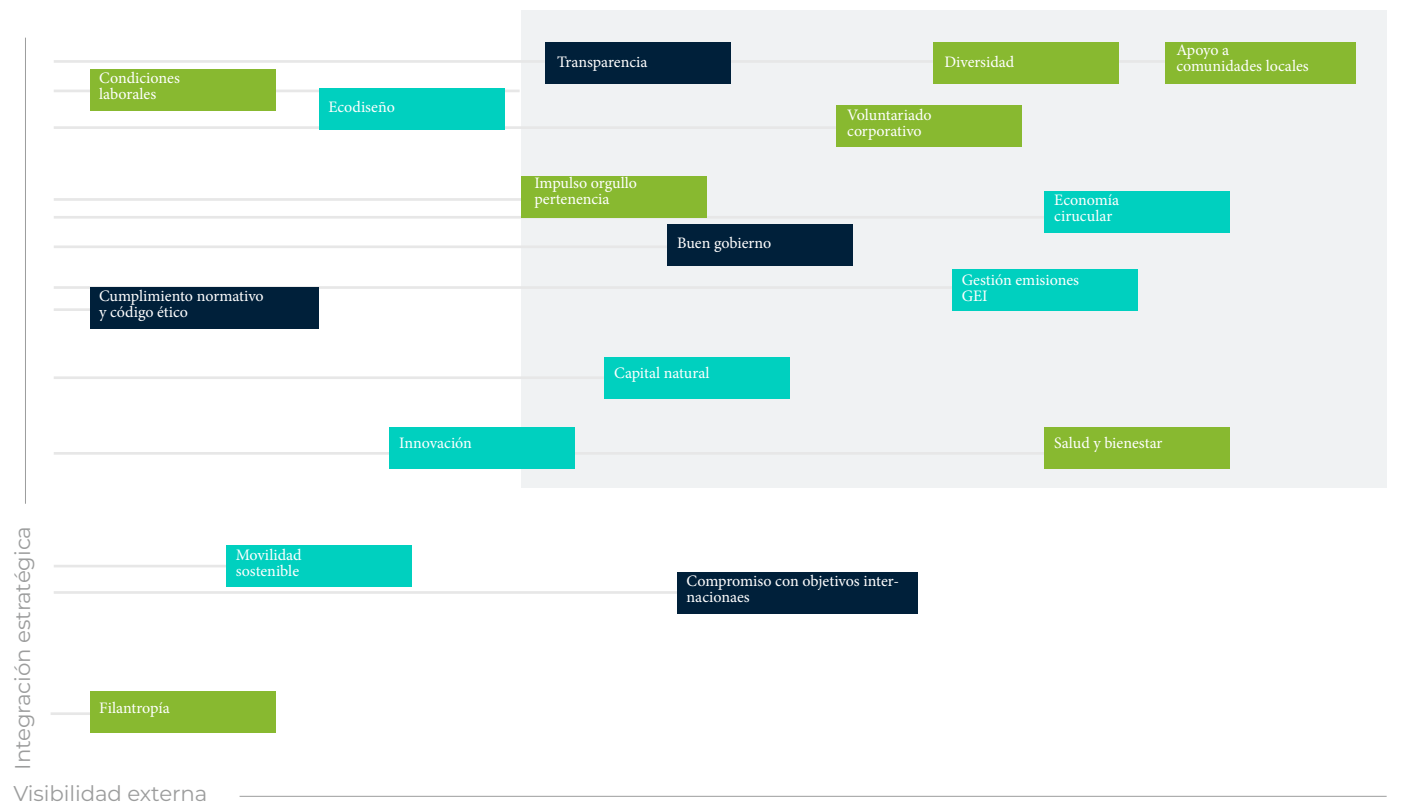 Transparencia
Diversidad
Apoyo a
comunidades locales
Condiciones
laborales
Ecodiseño
Voluntariado
corporativo
Impulso orgullo
pertenencia
Economía
cirucular
Buen gobierno
Gestión emisiones
GEI
Cumplimiento normativo
y código ético
Capital natural
Innovación
Salud y bienestar
Movilidad
sostenible
Compromiso con objetivos inter-
nacionaes
Filantropía
Integración estratégica
Visibilidad externa